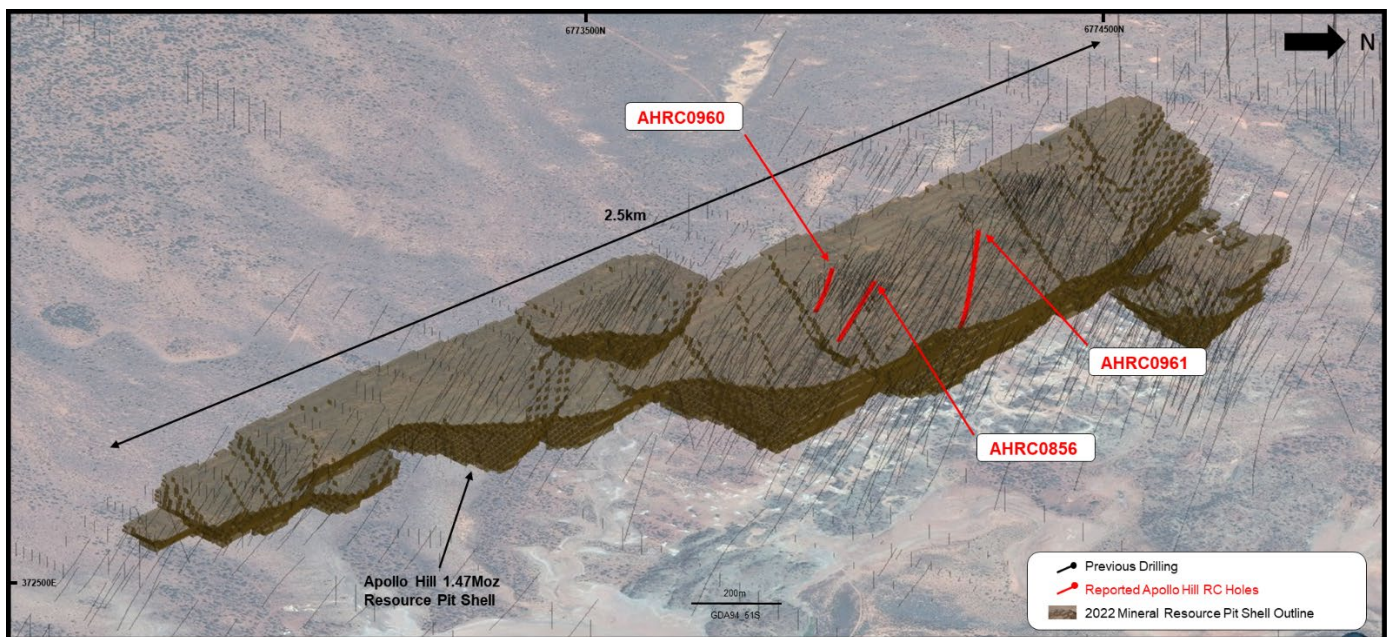 6773500N
6774500N
N
AHRC0960
2.5km
AHRC0961
AHRC0856
372500E
Apollo Hill 1.47Moz
Resource Pit Shell
200m
GDA94_51S
Previous Drilling
Reported Apollo Hill RC Holes
2022 Mineral Resource Pit Shell Outline